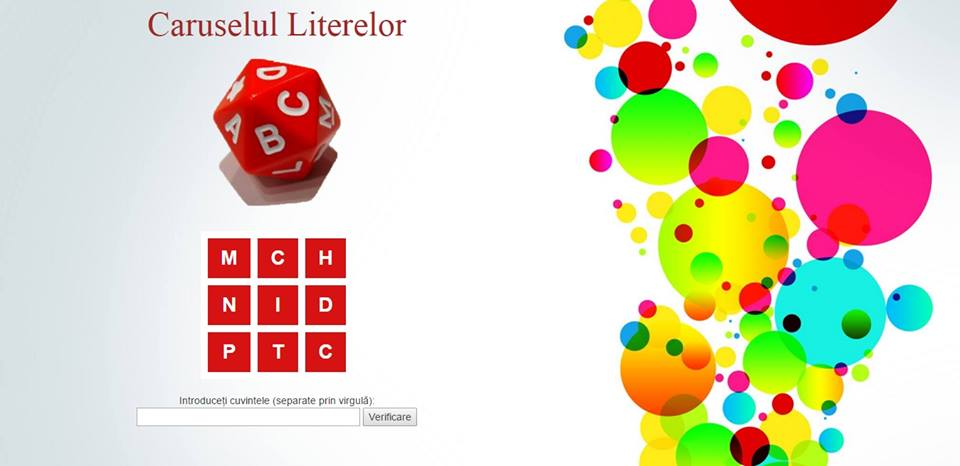 Caruselul Literelor
D
C
A
B
M
L
M C H
N I D
P T C
Introduceți cuvintele (separate prin virgulă):
Verificare